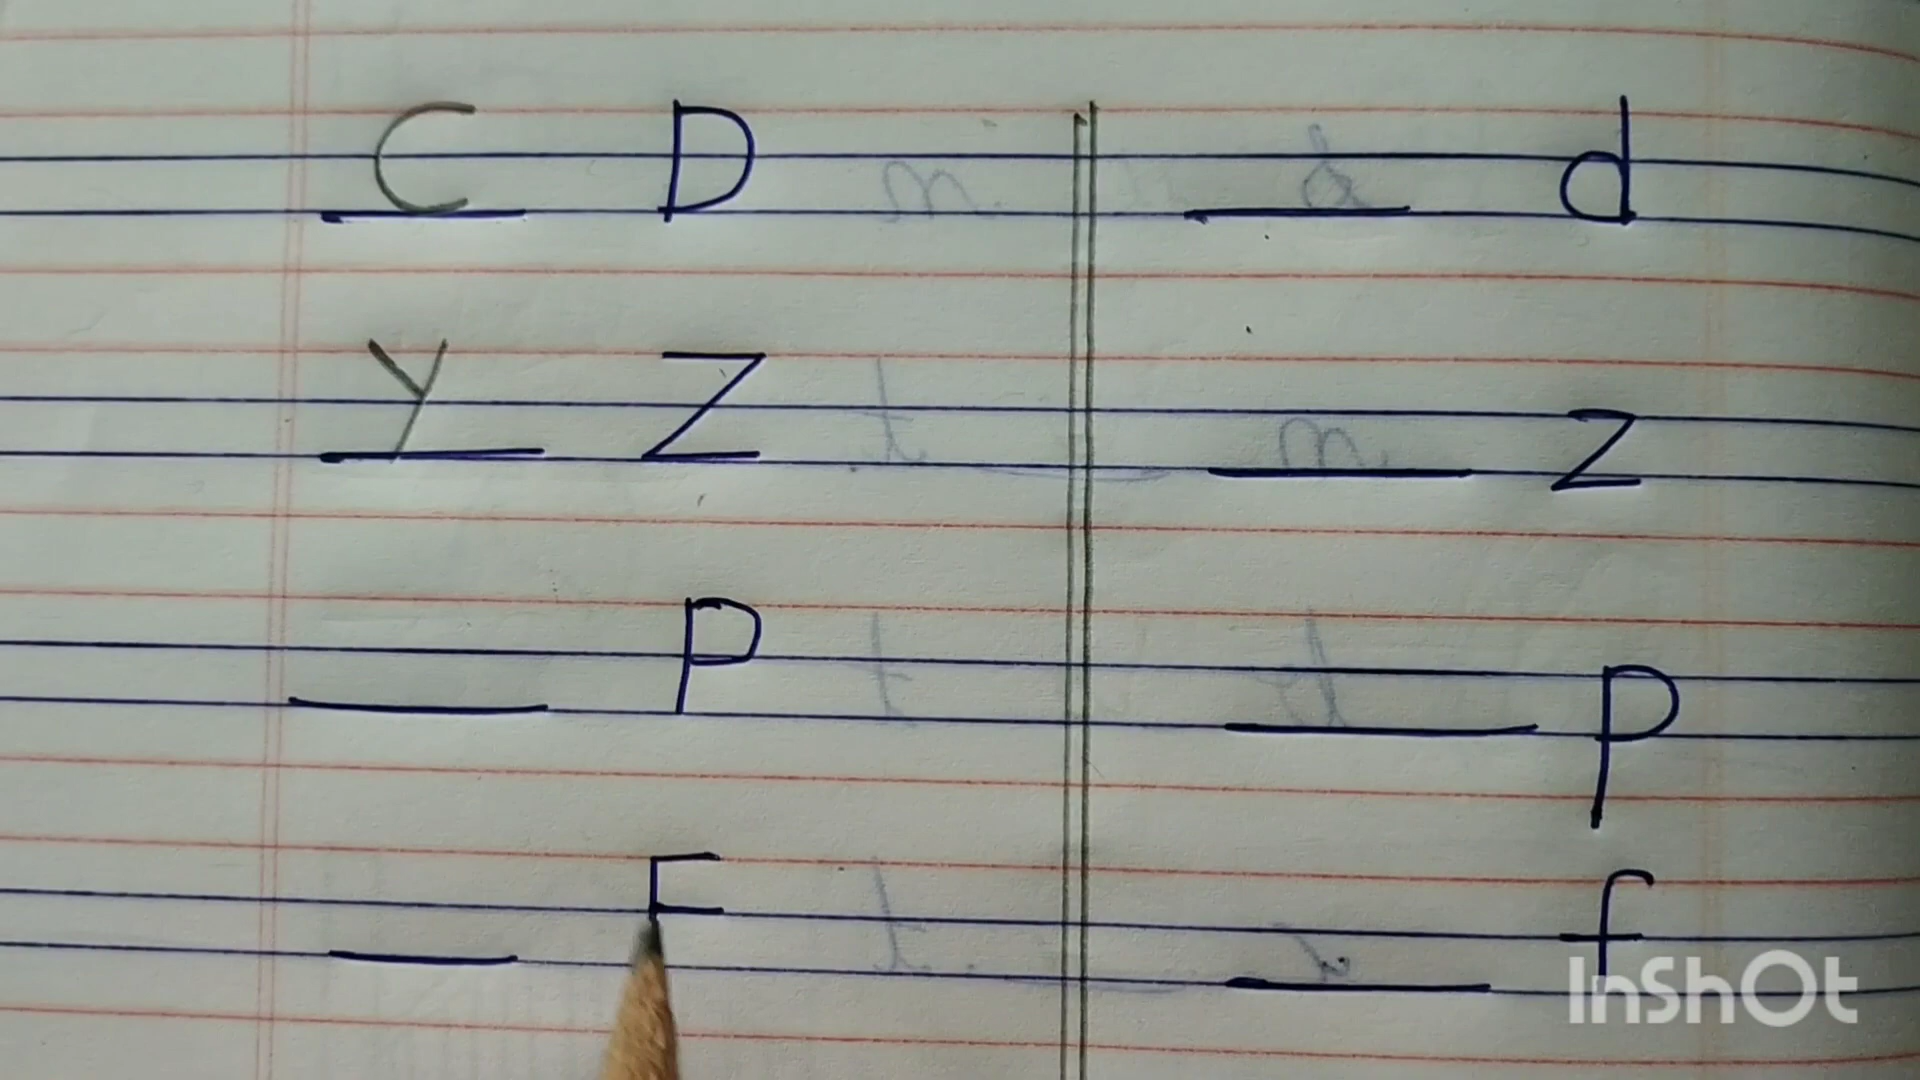 C D d
Y Z z
P p
F f
InShOt